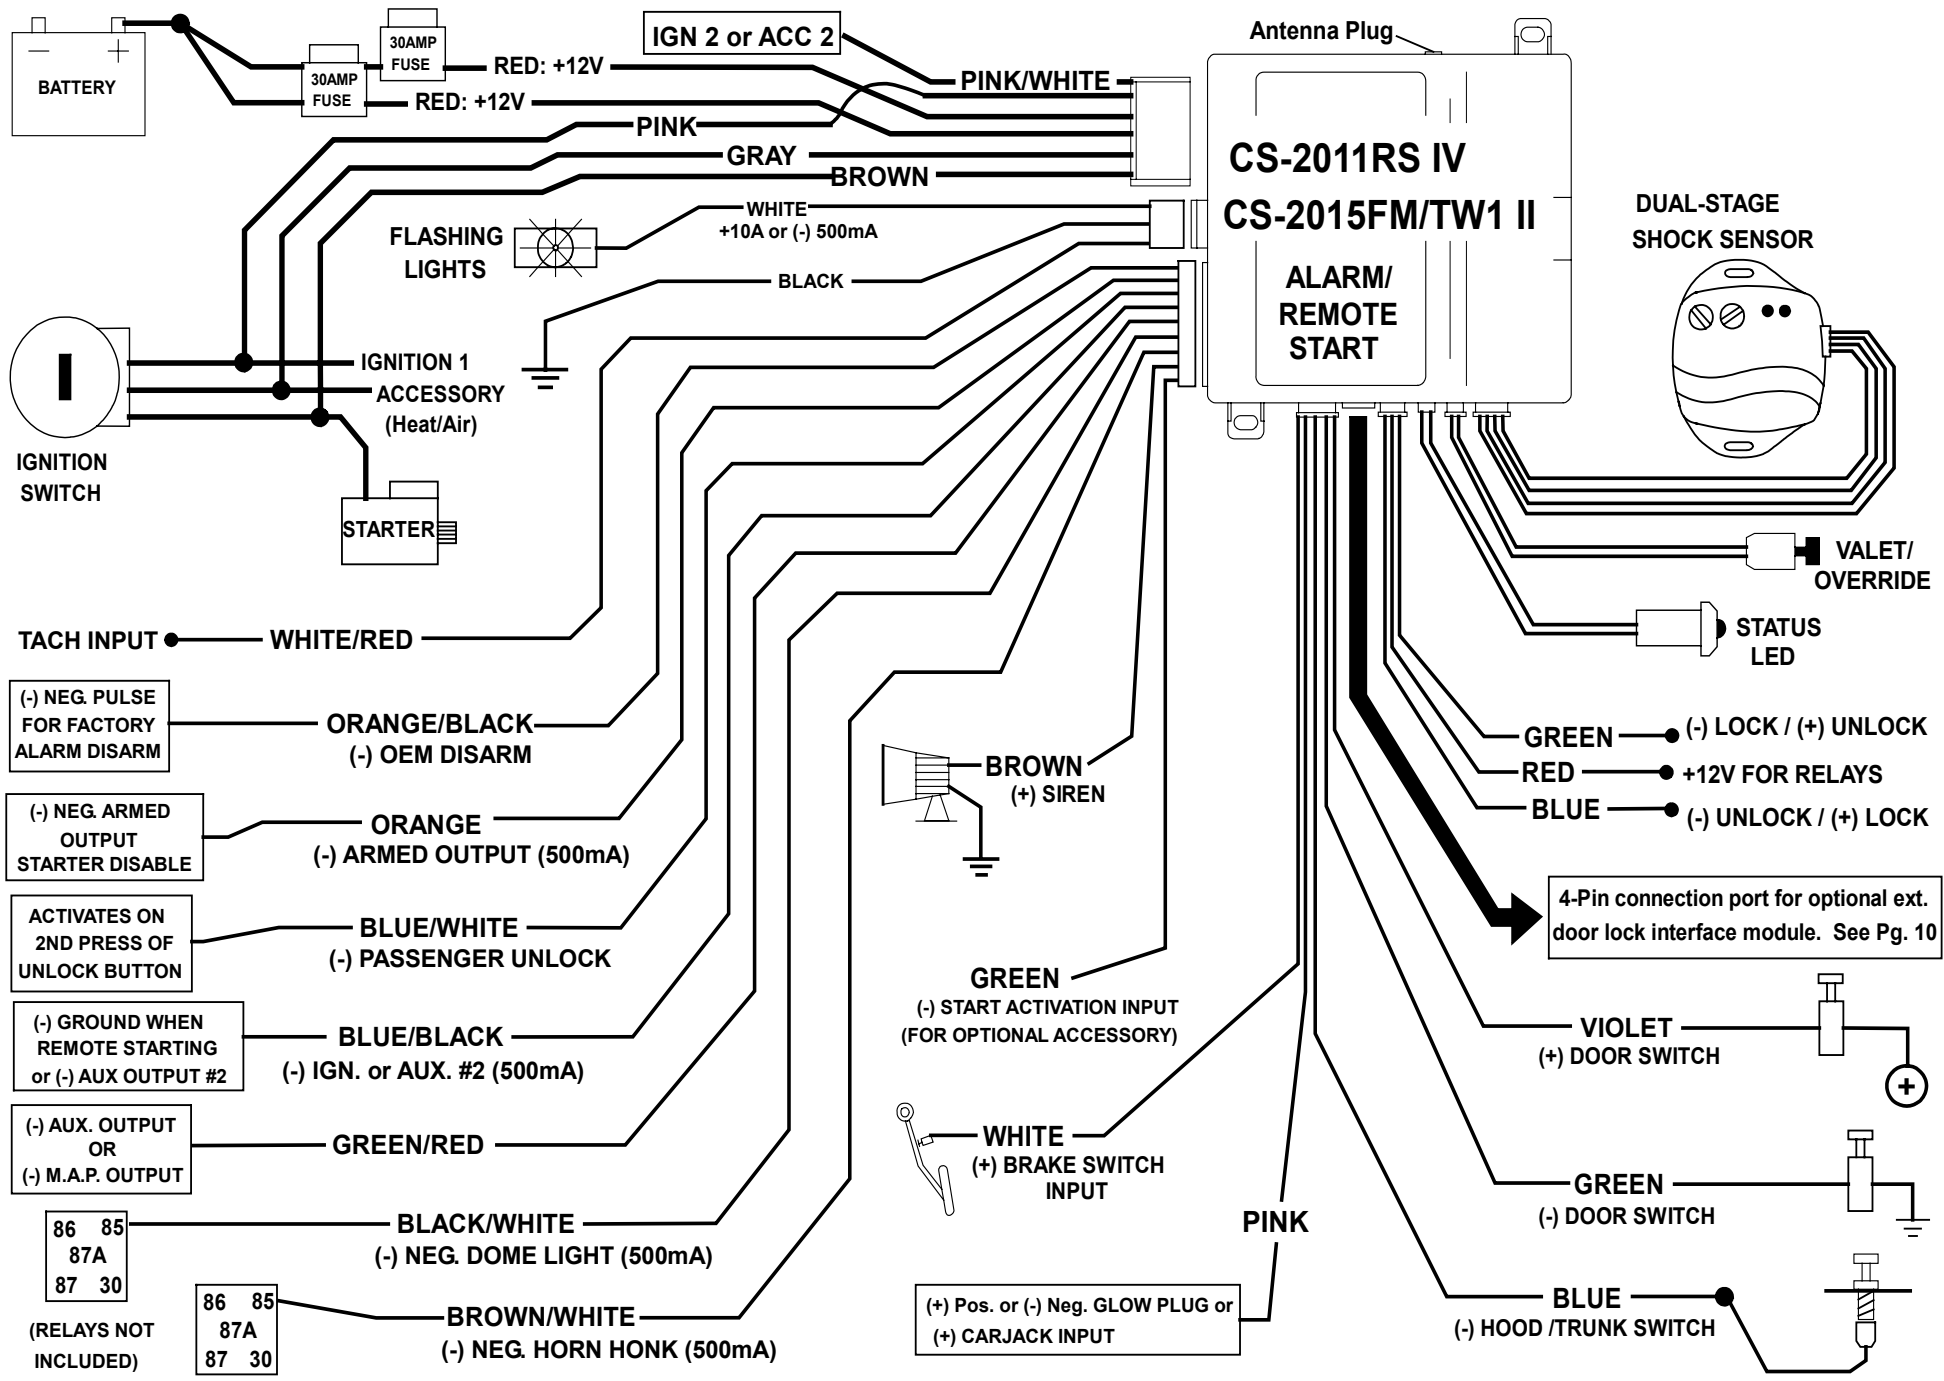 Antenna Plug
IGN 2 or ACC 2
30AMP
FUSE
30AMP
FUSE
BATTERY
RED: +12V
RED: +12V
PINK/WHITE
PINK
GRAY
BROWN
CS-2011RS IV
CS-2015FM/TW1 II
ALARM/
REMOTE
START
DUAL-STAGE
SHOCK SENSOR
WHITE
+10A or (-) 500mA
FLASHING
LIGHTS
BLACK
IGNITION 1
ACCESSORY
(Heat/Air)
IGNITION
SWITCH
STARTER
VALET/
OVERRIDE
STATUS
LED
TACH INPUT
WHITE/RED
(-) NEG. PULSE
FOR FACTORY
ALARM DISARM
ORANGE/BLACK
(-) OEM DISARM
GREEN
(-) LOCK / (+) UNLOCK
RED
+12V FOR RELAYS
BLUE
(-) UNLOCK / (+) LOCK
BROWN
(+) SIREN
(-) NEG. ARMED
OUTPUT
STARTER DISABLE
ORANGE
(-) ARMED OUTPUT (500mA)
ACTIVATES ON
2ND PRESS OF
UNLOCK BUTTON
BLUE/WHITE
(-) PASSENGER UNLOCK
4-Pin connection port for optional ext.
door lock interface module. See Pg. 10
GREEN
(-) START ACTIVATION INPUT
(FOR OPTIONAL ACCESSORY)
(-) GROUND WHEN
REMOTE STARTING
or (-) AUX OUTPUT #2
BLUE/BLACK
(-) IGN. or AUX. #2 (500mA)
VIOLET
(+) DOOR SWITCH
(-) AUX. OUTPUT
OR
(-) M.A.P. OUTPUT
GREEN/RED
WHITE
(+) BRAKE SWITCH
INPUT
GREEN
(-) DOOR SWITCH
86 85
87A
87 30
BLACK/WHITE
(-) NEG. DOME LIGHT (500mA)
PINK
(RELAYS NOT
INCLUDED)
86 85
87A
87 30
BROWN/WHITE
(-) NEG. HORN HONK (500mA)
(+) Pos. or (-) Neg. GLOW PLUG or
(+) CARJACK INPUT
BLUE
(-) HOOD /TRUNK SWITCH